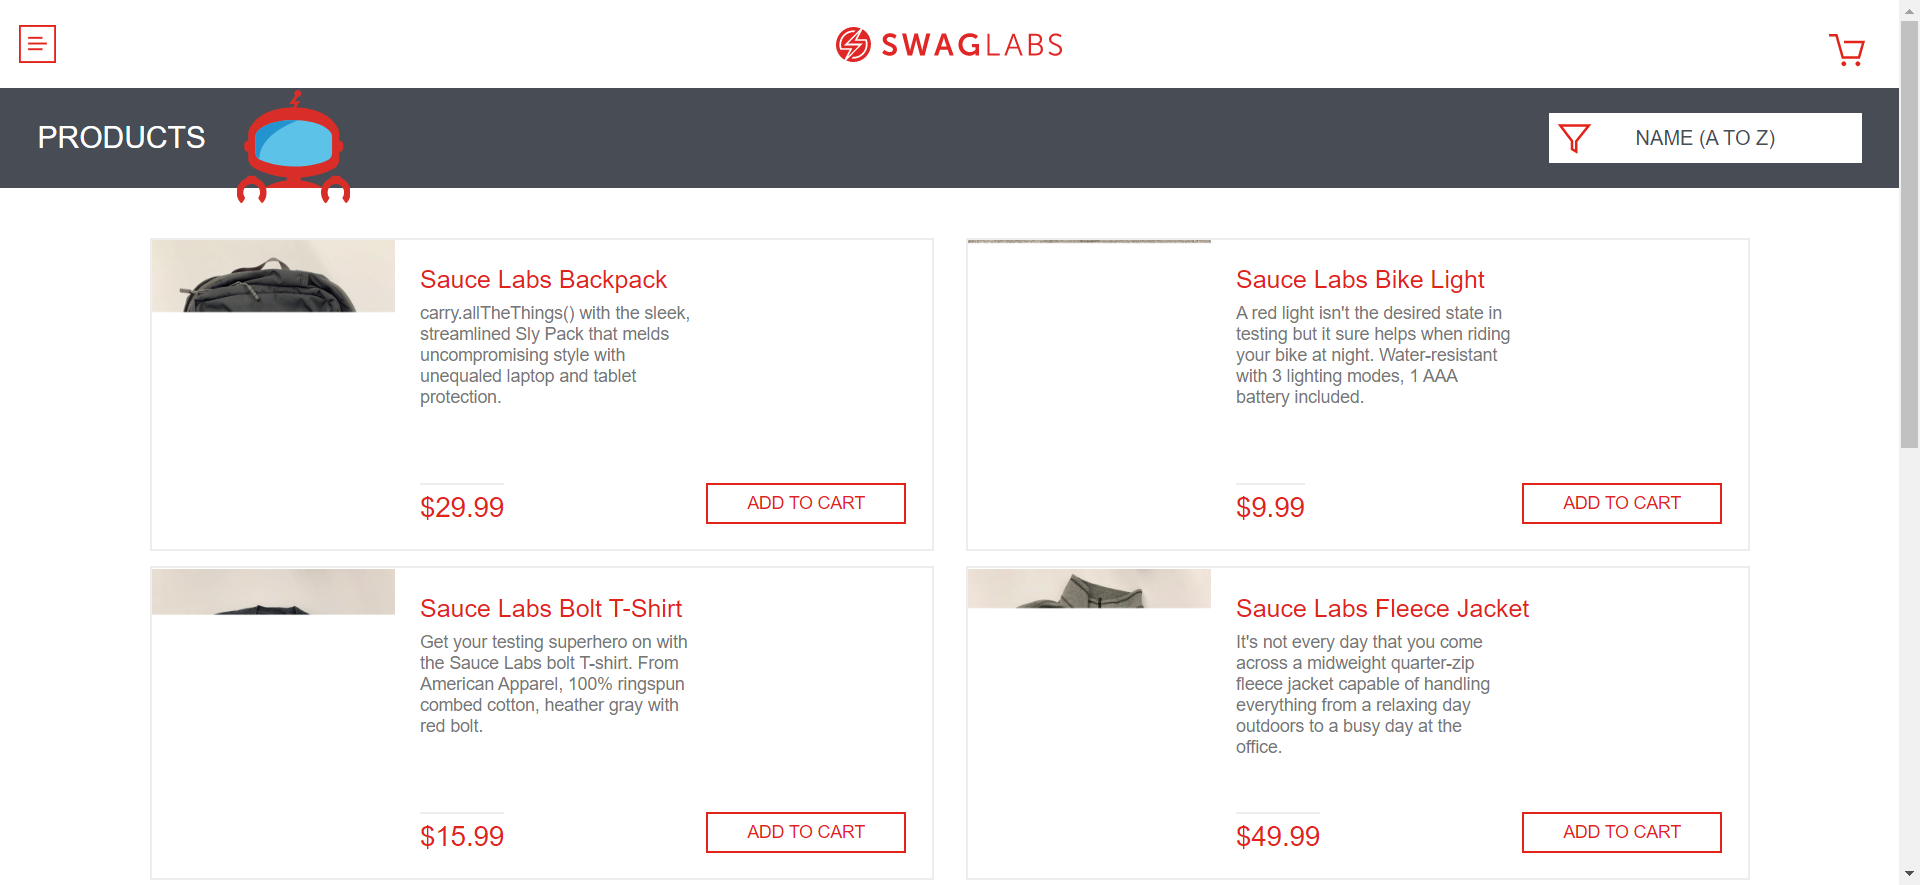 SWAGLABS
PRODUCTS
NAME (A TO Z)
Sauce Labs Backpack
carry.allTheThings() with the sleek,
streamlined Sly Pack that melds
uncompromising style with
unequaled laptop and tablet
protection.
$29.99
ADD TO CART
Sauce Labs Bike Light
A red light isn't the desired state in
testing but it sure helps when riding
your bike at night. Water-resistant
with 3 lighting modes, 1 AAA
battery included.
$9.99
ADD TO CART
Sauce Labs Bolt T-Shirt
Get your testing superhero on with
the Sauce Labs bolt T-shirt. From
American Apparel, 100% ringspun
combed cotton, heather gray with
red bolt.
$15.99
ADD TO CART
Sauce Labs Fleece Jacket
It's not every day that you come
across a midweight quarter-zip
fleece jacket capable of handling
everything from a relaxing day
outdoors to a busy day at the
office.
$49.99
ADD TO CART